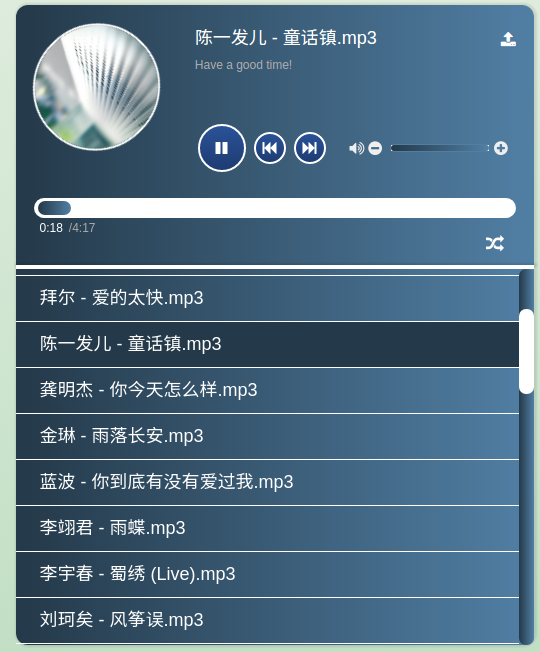 陈一发儿 - 童话镇.mp3
Have a good time!
0:18 /4:17
拜尔 - 爱的太快.mp3
陈一发儿 - 童话镇.mp3
龚明杰 - 你今天怎么样.mp3
金琳 - 雨落长安.mp3
蓝波 - 你到底有没有爱过我.mp3
李翊君 - 雨蝶.mp3
李宇春 - 蜀绣 (Live).mp3
刘珂矣 - 风筝误.mp3